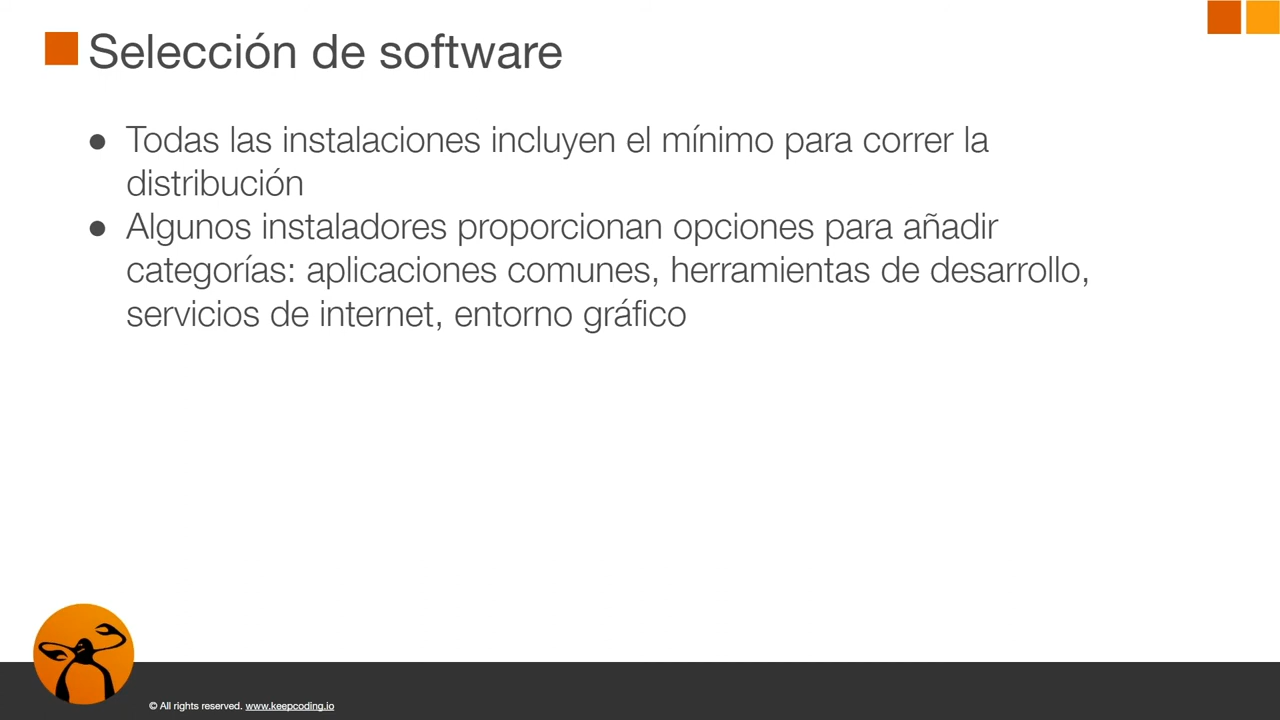 Selección de software
● Todas las instalaciones incluyen el mínimo para correr la
distribución
● Algunos instaladores proporcionan opciones para añadir
categorías: aplicaciones comunes, herramientas de desarrollo,
servicios de internet, entorno gráfico
© All rights reserved. www.keepcoding.io